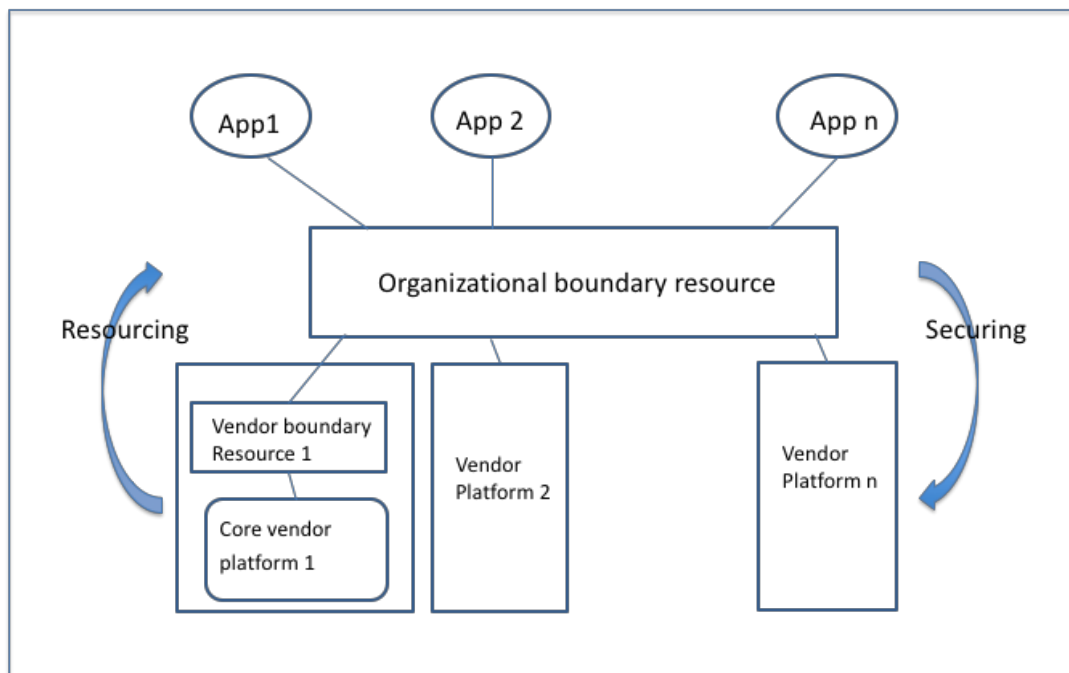 App1
App 2
App n
Organizational boundary resource
Resourcing
Securing
Vendor boundary
Resource 1
Core vendor
platform 1
Vendor
Platform 2
Vendor
Platform n